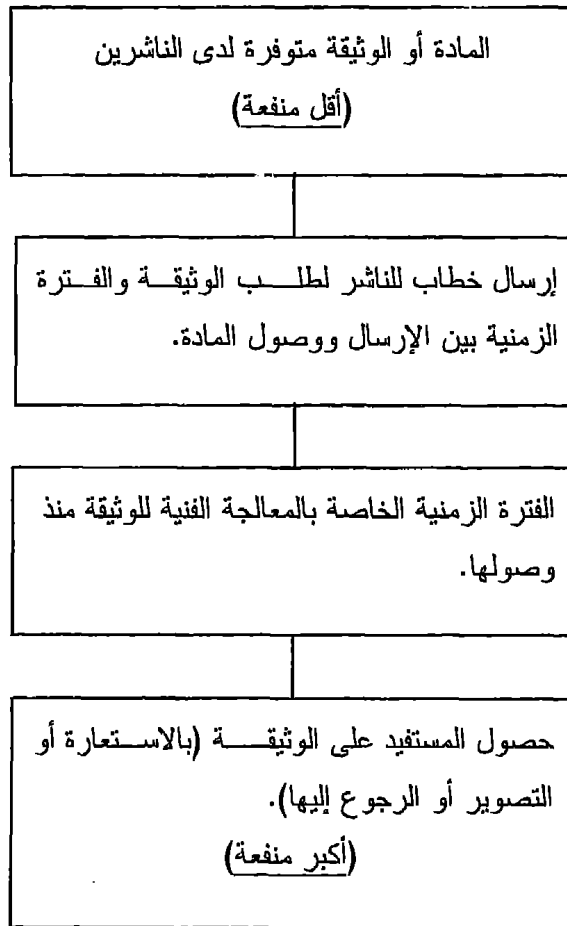 المادة أو الوثيقة متوفرة لدى الناشرين
(أقل منفعة)
إرسال خطاب للناشر لطلب الوثيقة والفترة
الزمنية بين الإرسال ووصول المادة.
الفترة الزمنية الخاصة بالمعالجة الفنية للوثيقة منذ
وصولها.
حصول المستفيد على الوثيقة (بالاستعارة أو
التصوير أو الرجوع إليها).
(أكبر منفعة)